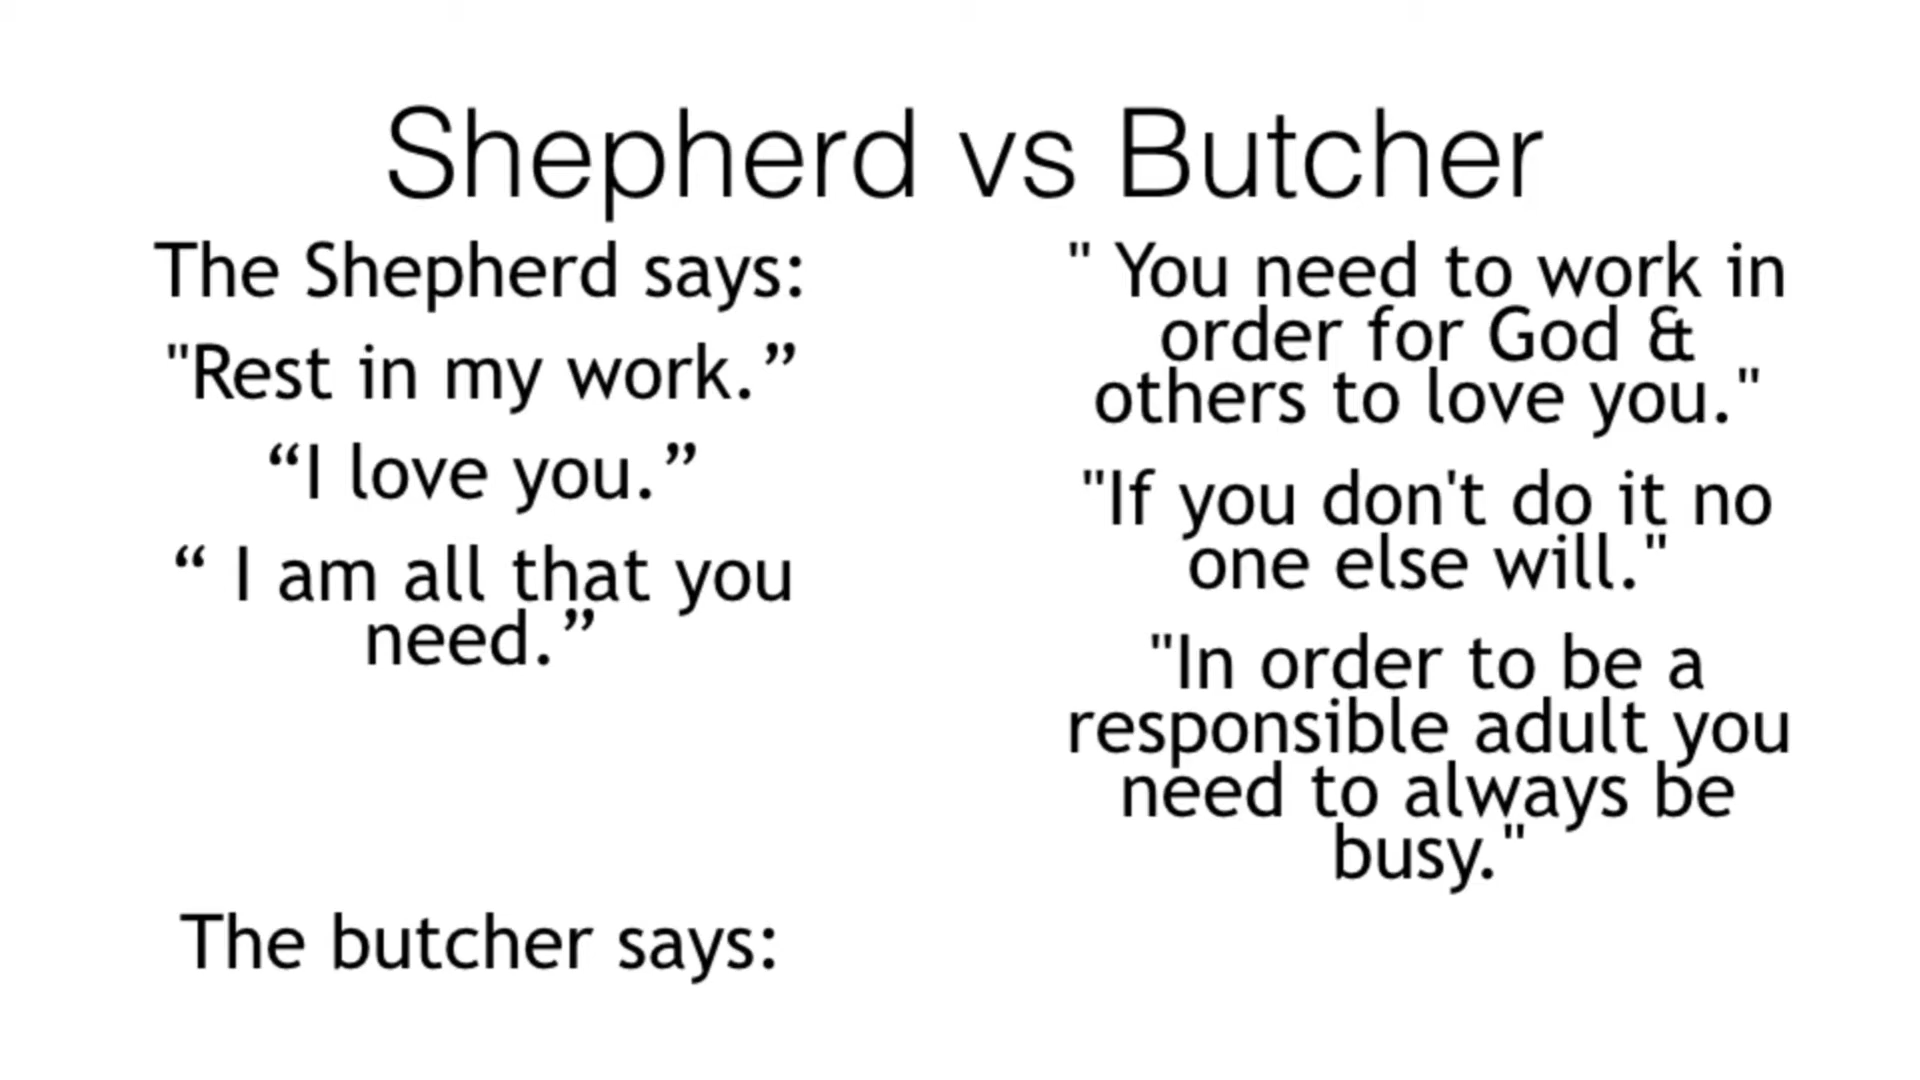 Shepherd vs Butcher
The Shepherd says:
"Rest in my work.”
“I love you.”
“ I am all that you
need.”
The butcher says:
" You need to work in
order for God &
others to love you."
"If you don't do it no
one else will."
"In order to be a
responsible adult you
need to always be
busy."